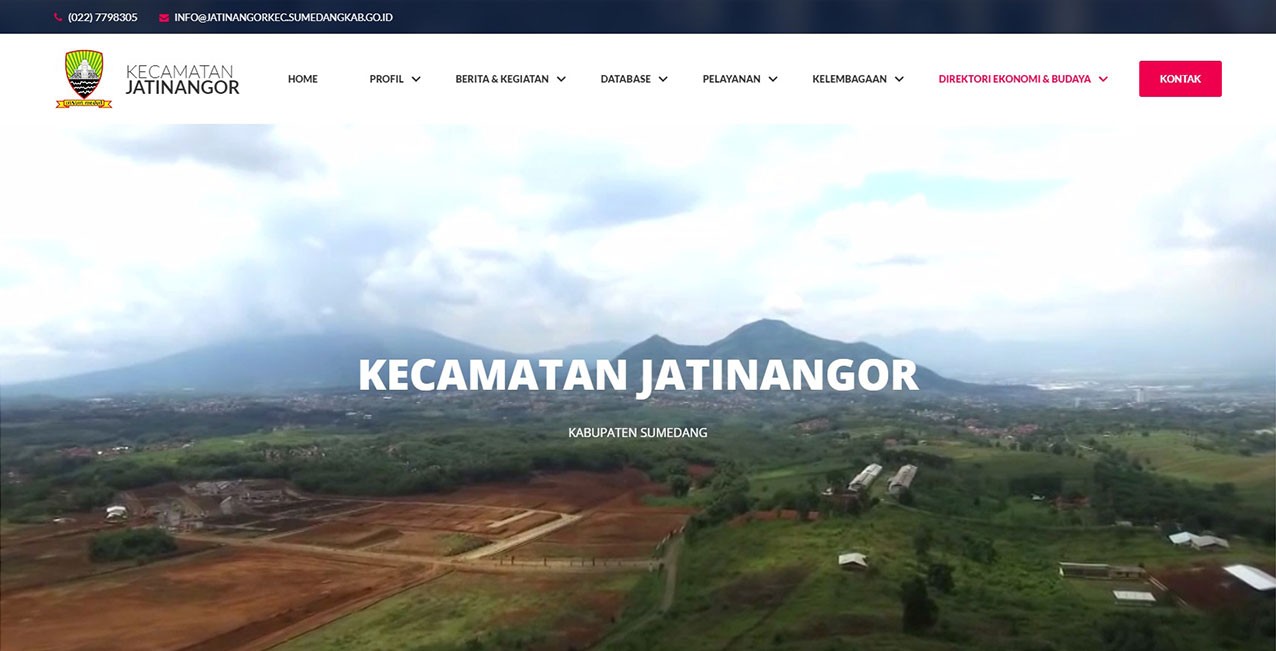 (022) 7798305
INFO@JATINANGORKEC.SUMEDANGKAB.GO.ID
KECAMATAN
JATINANGOR
HOME
PROFIL
BERITA & KEGIATAN
DATABASE
PELAYANAN
KELEMBAGAAN
DIREKTORI EKONOMI & BUDAYA
KONTAK
KECAMATAN JATINANGOR
KABUPATEN SUMEDANG